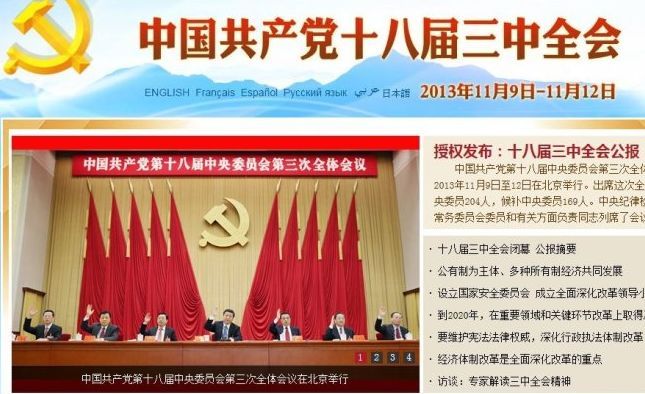 中国共产党十八届三中全会
ENGLISH Français Español Русский язык عربي 日本語 2013年11月9日-11月12日
中国共产党第十八届中央委员会第三次全体会议
1 2 3 4
中国共产党第十八届中央委员会第三次全体会议在北京举行
授权发布：十八届三中全会公报
中国共产党第十八届中央委员会第三次全体
2013年11月9日至12日在北京举行。出席这次全
央委员204人，候补中央委员169人。中央纪律检
常务委员会委员和有关方面负责同志列席了会议
· 十八届三中全会闭幕 公报摘要
· 公有制为主体、多种所有制经济共同发展
· 设立国家安全委员会 成立全面深化改革领导小
· 到2020年，在重要领域和关键环节改革上取得
· 要维护宪法法律权威，深化行政执法体制改革
· 经济体制改革是全面深化改革的重点
· 访谈：专家解读三中全会精神